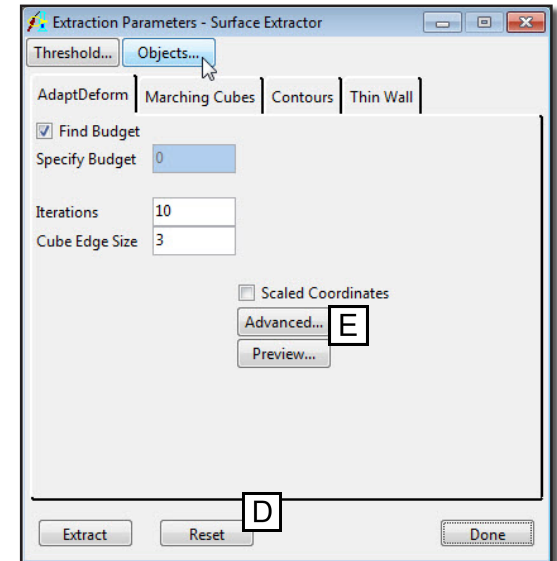 Extraction Parameters - Surface Extractor
Threshold... Objects...
AdaptDeform Marching Cubes Contours Thin Wall
Find Budget
Specify Budget 0
Iterations 10
Cube Edge Size 3
Scaled Coordinates
Advanced... E
Preview...
D
Extract Reset Done